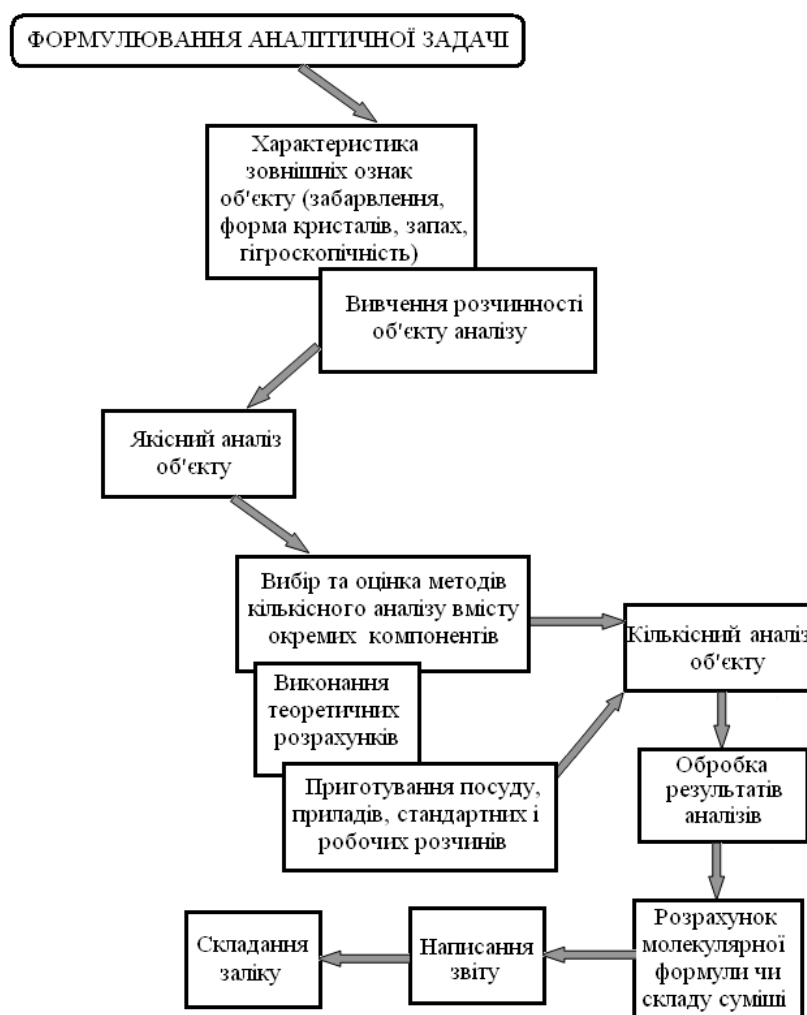 ФОРМУЛЮВАННЯ АНАЛІТИЧНОЇ ЗАДАЧІ
Характеристика
зовнішніх ознак
об'єкту (забарвлення,
форма кристалів, запах,
гігроскопічність)
Вивчення розчинності
об'єкту аналізу
Якісний аналіз
об'єкту
Вибір та оцінка методів
кількісного аналізу вмісту
окремих компонентів
Виконання
теоретичних
розрахунків
Приготування посуду,
приладів, стандартних і
робочих розчинів
Кількісний аналіз
об'єкту
Обробка
результатів
аналізів
Розрахунок
молекулярної
формули чи
складу суміші
Написання
звіту
Складання
заліку